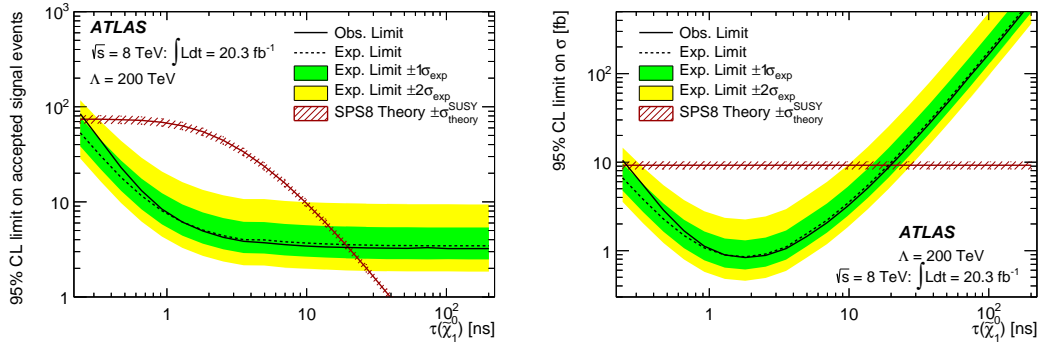 95% CL limit on accepted signal events
10³
10²
10
1
ATLAS
√s = 8 TeV: ∫Ldt = 20.3 fb⁻¹
Λ = 200 TeV
Obs. Limit
Exp. Limit
Exp. Limit ±1σexp
Exp. Limit ±2σexp
SPS8 Theory ±σ^SUSY_theory
1 10 10²
τ(χ̃⁰₁) [ns]
95% CL limit on σ [fb]
10²
10
1
Obs. Limit
Exp. Limit
Exp. Limit ±1σexp
Exp. Limit ±2σexp
SPS8 Theory ±σ^SUSY_theory
ATLAS
Λ = 200 TeV
√s = 8 TeV: ∫Ldt = 20.3 fb⁻¹
1 10 10²
τ(χ̃⁰₁) [ns]